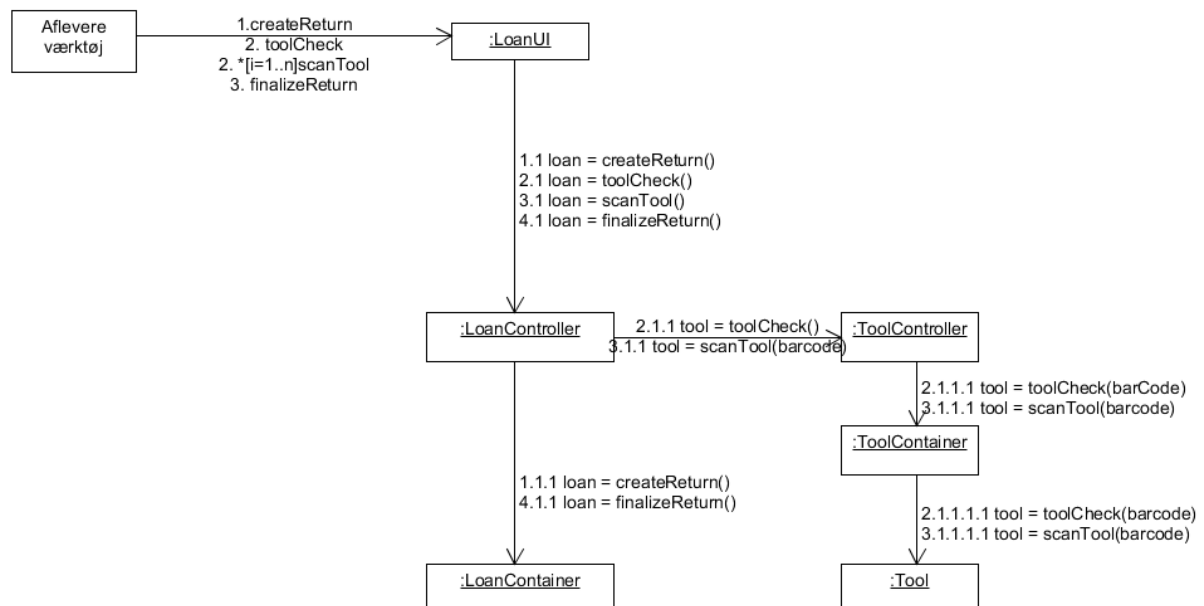 Aflevere
værktøj
1.createReturn
2. toolCheck
2. *[i=1..n]scanTool
3. finalizeReturn
:LoanUI
1.1 loan = createReturn()
2.1 loan = toolCheck()
3.1 loan = scanTool()
4.1 loan = finalizeReturn()
:LoanController
2.1.1 tool = toolCheck()
3.1.1 tool = scanTool(barcode)
:ToolController
2.1.1.1 tool = toolCheck(barCode)
3.1.1.1 tool = scanTool(barcode)
:ToolContainer
1.1.1 loan = createReturn()
4.1.1 loan = finalizeReturn()
2.1.1.1.1 tool = toolCheck(barcode)
3.1.1.1.1 tool = scanTool(barcode)
:LoanContainer
:Tool